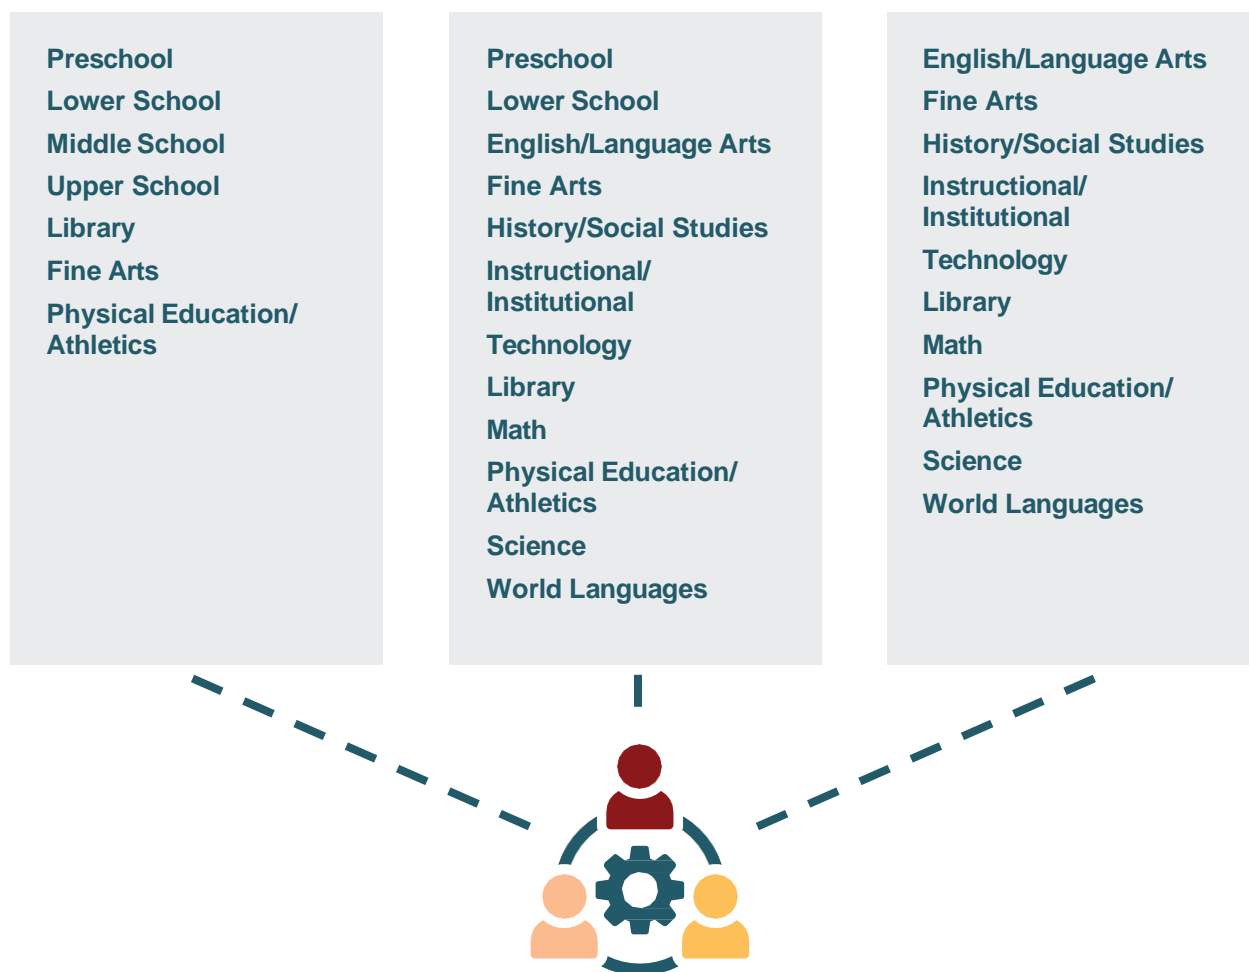 Preschool
Lower School
Middle School
Upper School
Library
Fine Arts
Physical Education/
Athletics
Preschool
Lower School
English/Language Arts
Fine Arts
History/Social Studies
Instructional/
Institutional
Technology
Library
Math
Physical Education/
Athletics
Science
World Languages
English/Language Arts
Fine Arts
History/Social Studies
Instructional/
Institutional
Technology
Library
Math
Physical Education/
Athletics
Science
World Languages